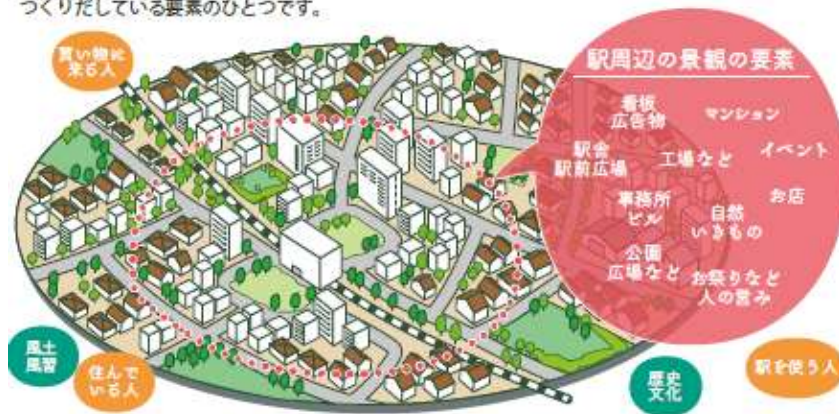 つくりだしている要素のひとつです。
買い物に
来る人
駅周辺の景観の要素
看板
広告物
マンション
駅舎
駅前広場
工場など
イベント
事務所
ビル
自然
いきもの
お店
公園
広場など
お祭りなど
人の営み
風土
風習
住んで
いる人
歴史
文化
駅を使う人